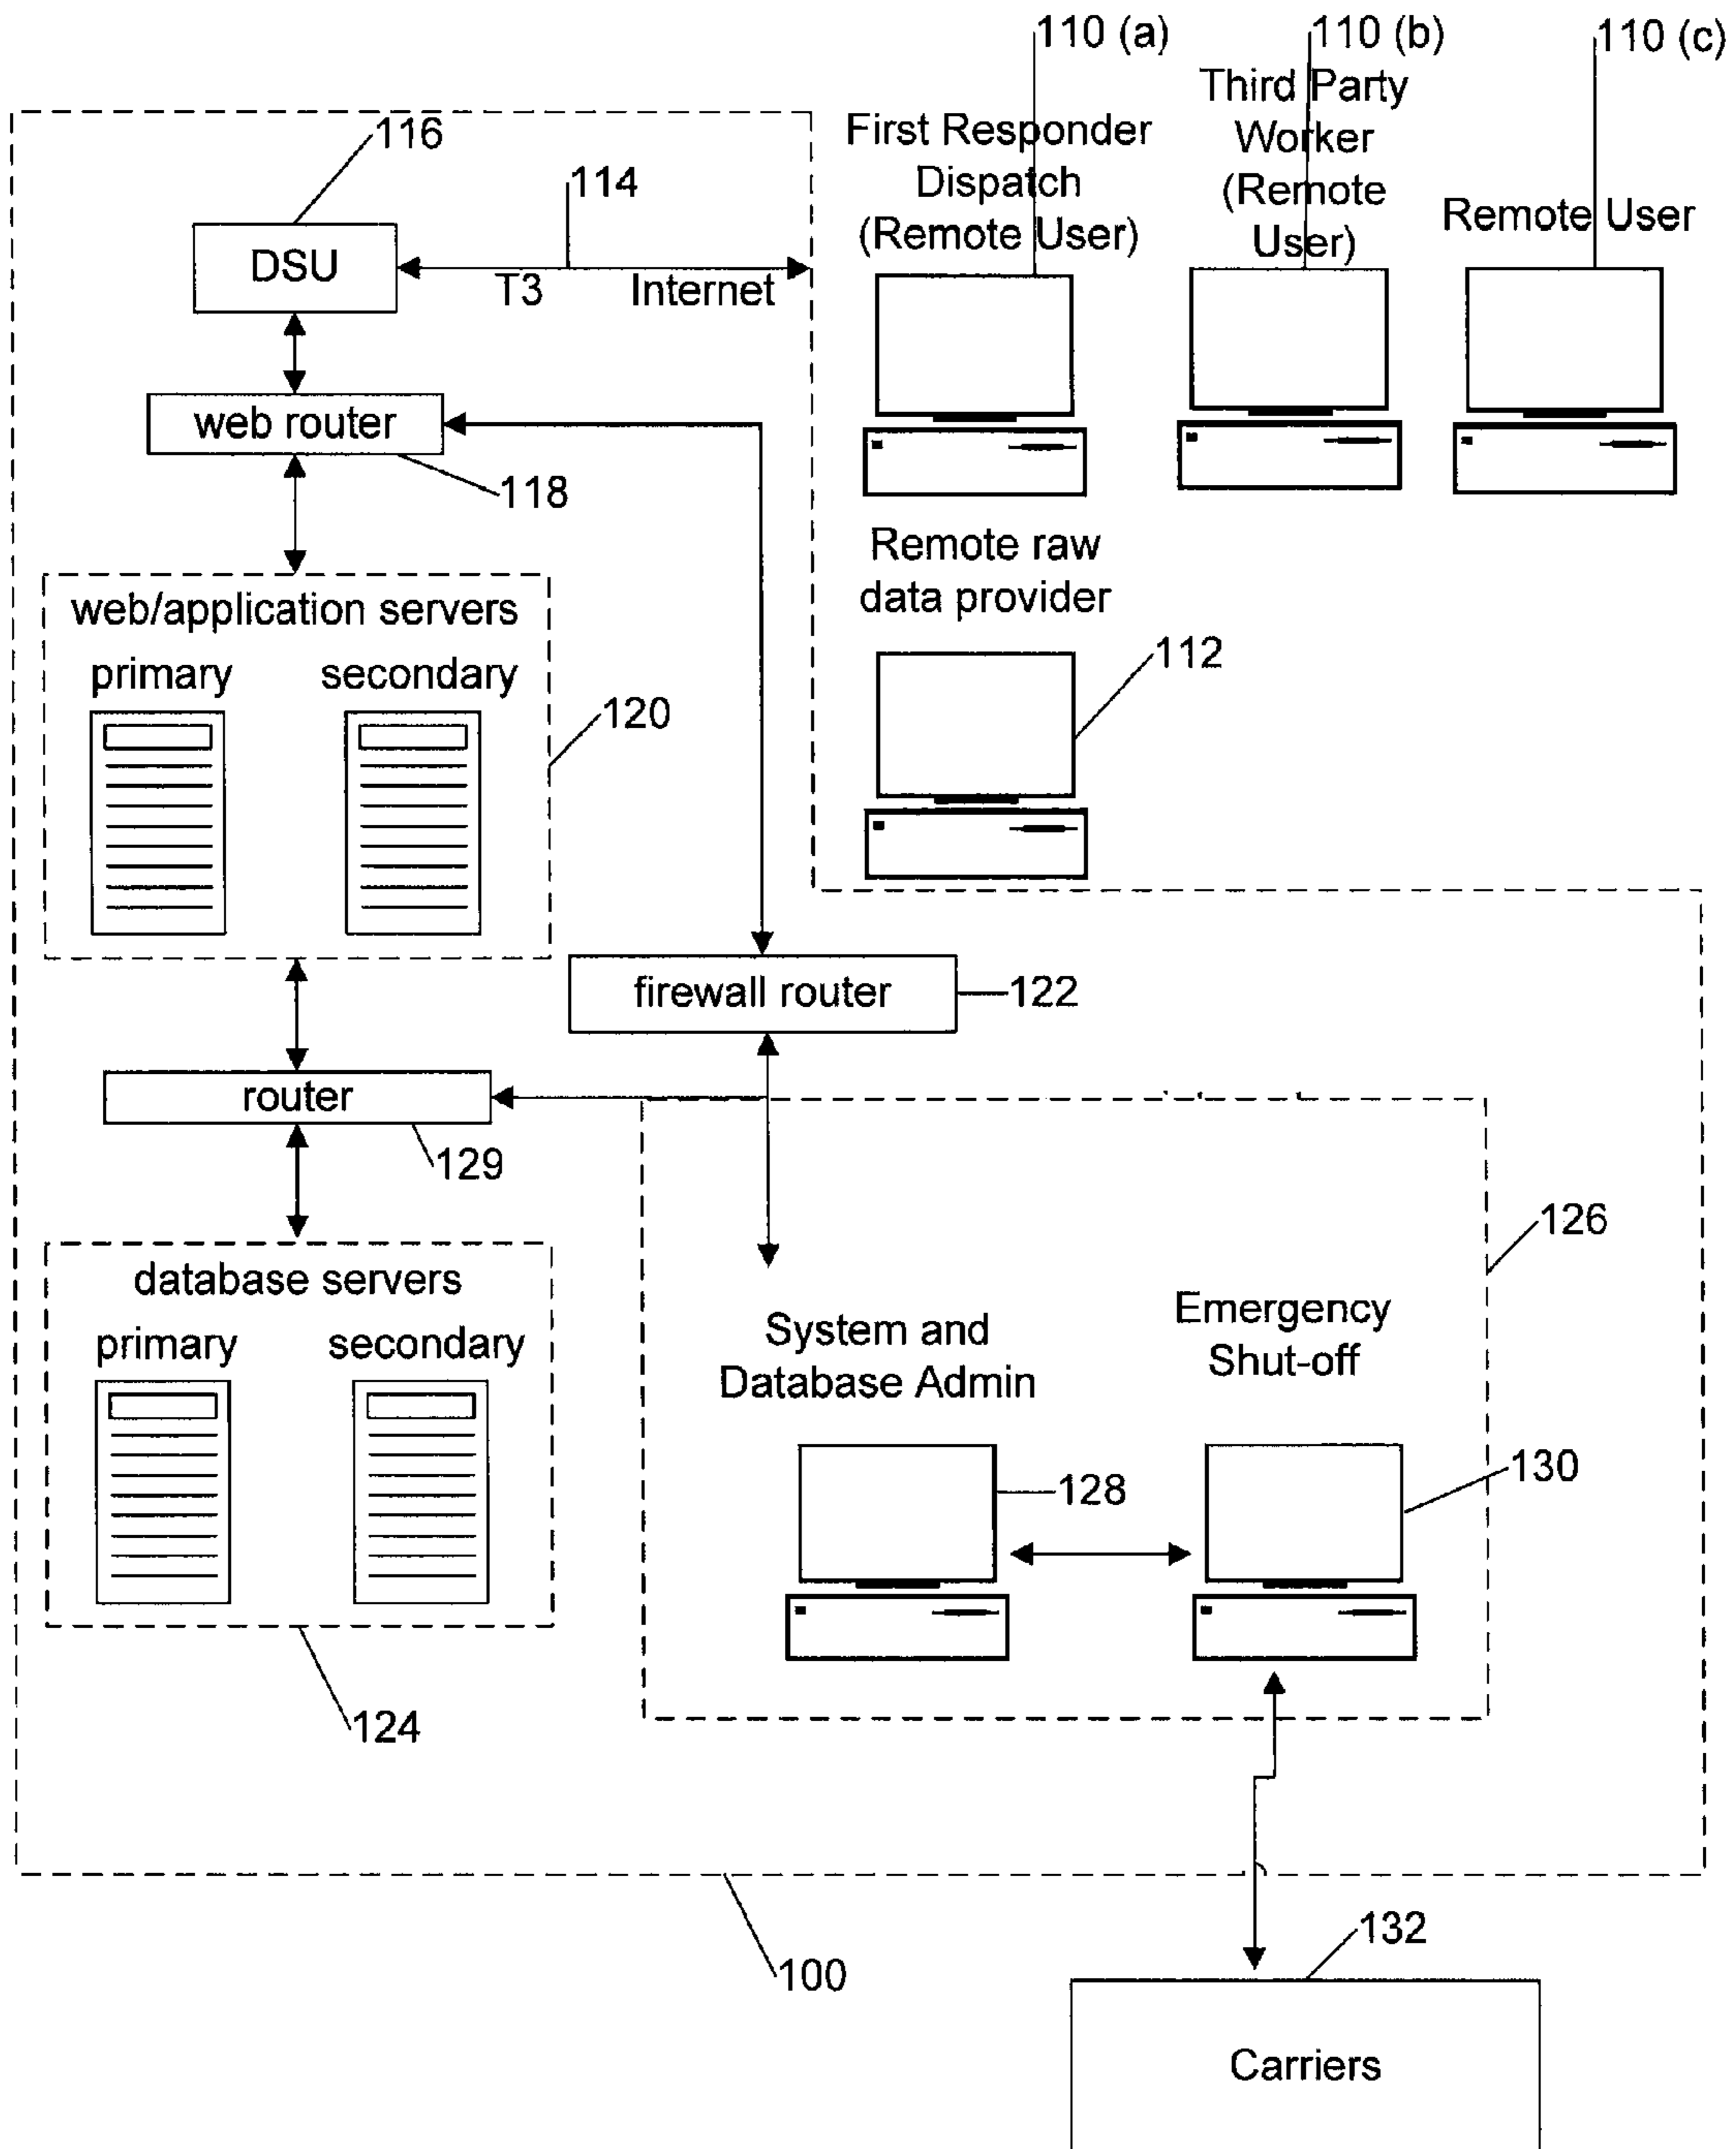 110 (a)
110 (b)
110 (c)
First Responder
Dispatch
(Remote User)
Third Party
Worker
(Remote
User)
Remote User
116
114
DSU
T3
Internet
web router
118
Remote raw
data provider
112
web/application servers
primary
secondary
120
firewall router
122
router
129
126
database servers
primary
secondary
124
System and
Database Admin
Emergency
Shut-off
128
130
100
132
Carriers